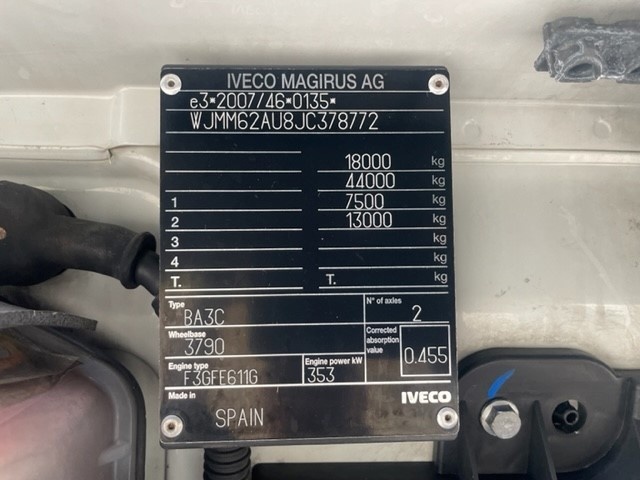 IVECO MAGIRUS AG
e3*2007/46*0135*
WJMM62AU8JC378772
18000 kg
44000 kg
1 7500 kg
2 13000 kg
3 kg
4 kg
T. T. kg
Type BA3C N° of axles 2
Wheelbase 3790 Corrected absorption value 0.455
Engine type F3GFE611G Engine power kW 353
Made in SPAIN IVECO